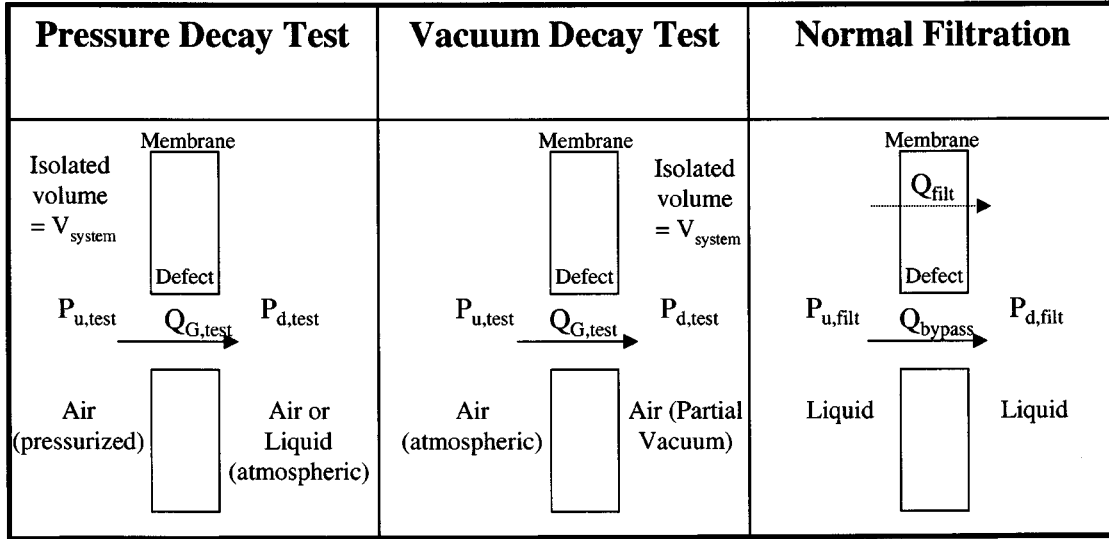 Pressure Decay Test
Vacuum Decay Test
Normal Filtration
Membrane
Isolated
volume
= V_system
Defect
P_u,test
Q_G,test
P_d,test
Air
(pressurized)
Air or
Liquid
(atmospheric)
Membrane
Isolated
volume
= V_system
Defect
P_u,test
Q_G,test
P_d,test
Air
(atmospheric)
Air (Partial
Vacuum)
Membrane
Q_filt
Defect
P_u,filt
Q_bypass
P_d,filt
Liquid
Liquid